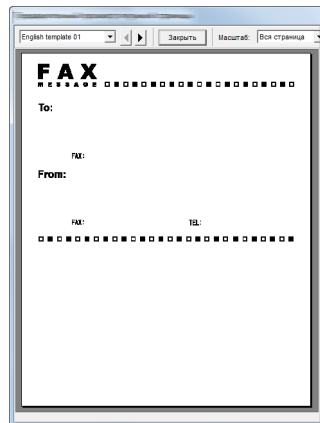 English template 01 Закрыть Масштаб: Вся страница
FAX
MESSAGE
To:
FAX:
From:
FAX: TEL: